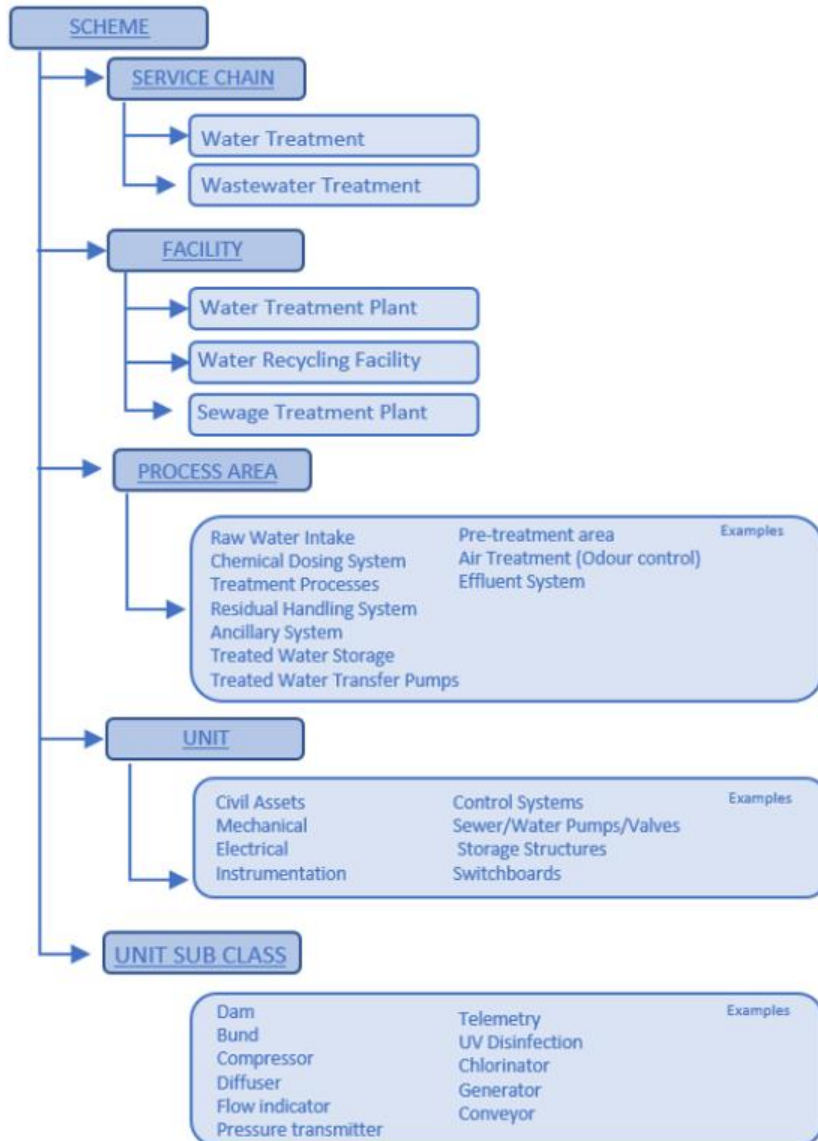 SCHEME
SERVICE CHAIN
Water Treatment
Wastewater Treatment
FACILITY
Water Treatment Plant
Water Recycling Facility
Sewage Treatment Plant
PROCESS AREA
Examples
Raw Water Intake
Chemical Dosing System
Treatment Processes
Residual Handling System
Ancillary System
Treated Water Storage
Treated Water Transfer Pumps
Pre-treatment area
Air Treatment (Odour control)
Effluent System
UNIT
Examples
Civil Assets
Mechanical
Electrical
Instrumentation
Control Systems
Sewer/Water Pumps/Valves
Storage Structures
Switchboards
UNIT SUB CLASS
Examples
Dam
Bund
Compressor
Diffuser
Flow indicator
Pressure transmitter
Telemetry
UV Disinfection
Chlorinator
Generator
Conveyor